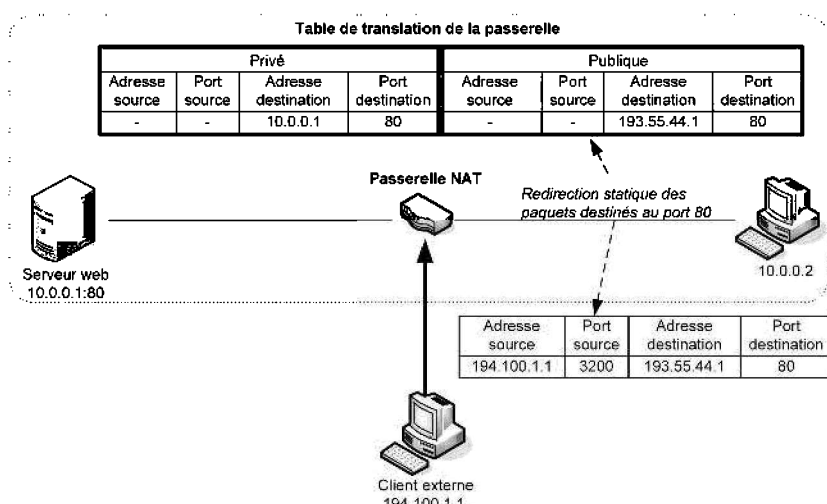 Table de translation de la passerelle
Privé Publique
Adresse source Port source Adresse destination Port destination Adresse source Port source Adresse destination Port destination
- - 10.0.0.1 80 - - 193.55.44.1 80
Passerelle NAT
Redirection statique des
paquets destinés au port 80
Serveur web
10.0.0.1:80
10.0.0.2
Adresse source Port source Adresse destination Port destination
194.100.1.1 3200 193.55.44.1 80
Client externe
194.100.1.1